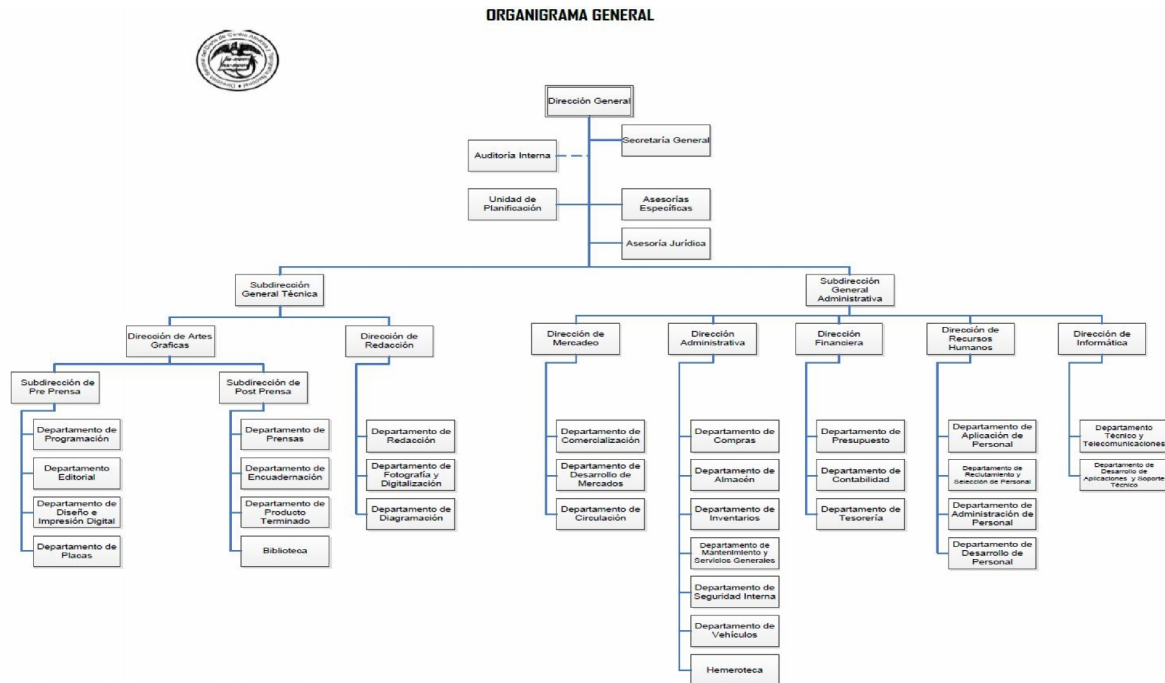 ORGANIGRAMA GENERAL
Dirección General
Secretaría General
Auditoría Interna
Unidad de
Planificación
Asesorías
Específicas
Asesoría Jurídica
Subdirección
General Técnica
Subdirección
General
Administrativa
Dirección de Artes
Graficas
Dirección de
Redacción
Dirección de
Mercadeo
Dirección
Administrativa
Dirección
Financiera
Dirección de
Recursos
Humanos
Dirección de
Informática
Subdirección de
Pre Prensa
Subdirección de
Post Prensa
Departamento de
Programación
Departamento
Editorial
Departamento de
Diseño e
Impresión Digital
Departamento de
Placas
Departamento de
Prensas
Departamento de
Encuadernación
Departamento de
Producto
Terminado
Biblioteca
Departamento de
Redacción
Departamento de
Fotografía y
Digitalización
Departamento de
Diagramación
Departamento de
Comercialización
Departamento de
Desarrollo de
Mercados
Departamento de
Circulación
Departamento de
Compras
Departamento de
Almacén
Departamento de
Inventarios
Departamento de
Mantenimiento y
Servicios Generales
Departamento de
Seguridad Interna
Departamento de
Vehículos
Hemeroteca
Departamento de
Presupuesto
Departamento de
Contabilidad
Departamento de
Tesorería
Departamento de
Aplicación de
Personal
Departamento de
Reclutamiento y
Selección de Personal
Departamento de
Administración de
Personal
Departamento de
Desarrollo de
Personal
Departamento
Técnico y
Telecomunicaciones
Departamento de
Desarrollo de
Aplicaciones y Soporte
Técnico